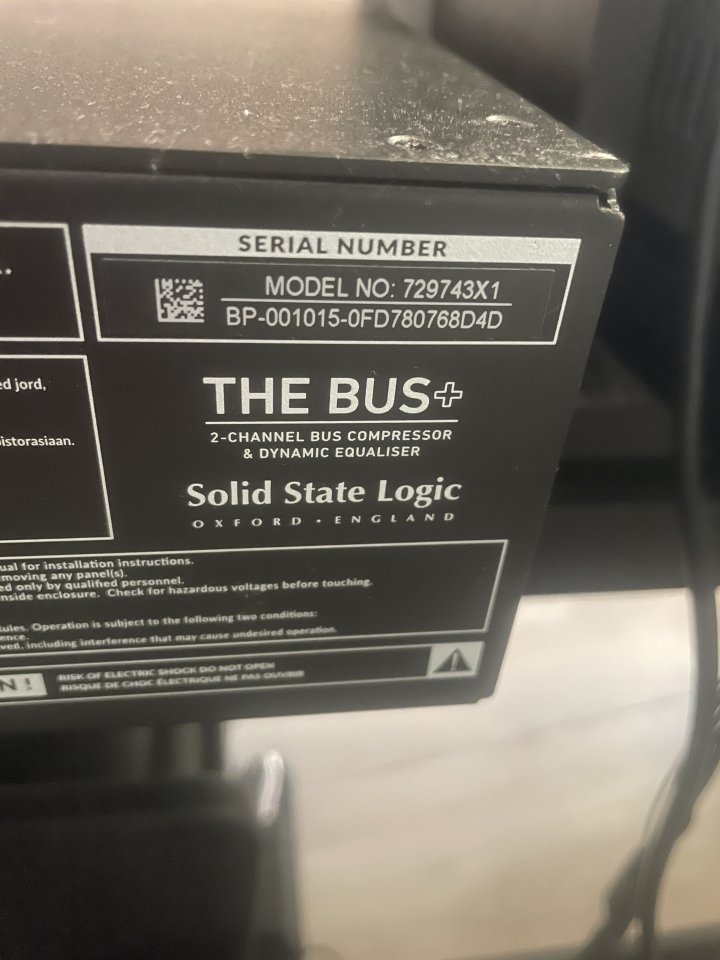 SERIAL NUMBER
MODEL NO: 729743X1
BP-001015-0FD780768D4D
ed jord,
istorasiaan.
THE BUS+
2-CHANNEL BUS COMPRESSOR
& DYNAMIC EQUALISER
Solid State Logic
OXFORD • ENGLAND
ual for installation instructions.
moving any panel(s).
ed only by qualified personnel.
nside enclosure. Check for hazardous voltages before touching.
Rules. Operation is subject to the following two conditions:
ence.
ved, including interference that may cause undesired operation.
N!
RISK OF ELECTRIC SHOCK DO NOT OPEN
RISQUE DE CHOC ÉLECTRIQUE NE PAS OUVRIR